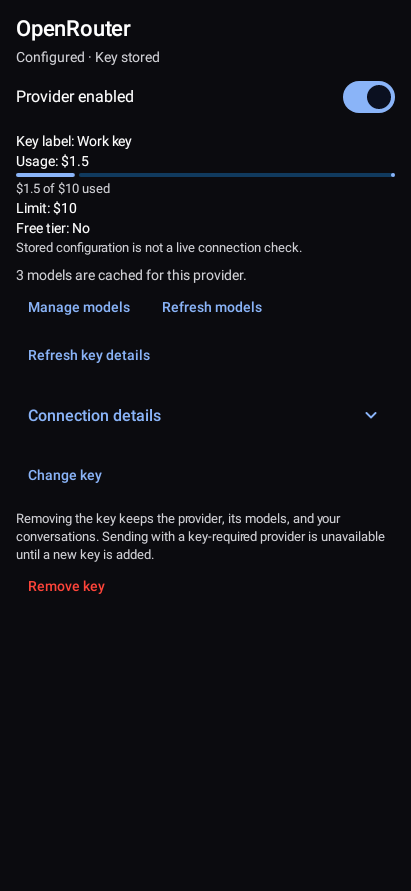 OpenRouter
Configured · Key stored
Provider enabled
Key label: Work key
Usage: $1.5
$1.5 of $10 used
Limit: $10
Free tier: No
Stored configuration is not a live connection check.
3 models are cached for this provider.
Manage models
Refresh models
Refresh key details
Connection details
Change key
Removing the key keeps the provider, its models, and your
conversations. Sending with a key-required provider is unavailable
until a new key is added.
Remove key